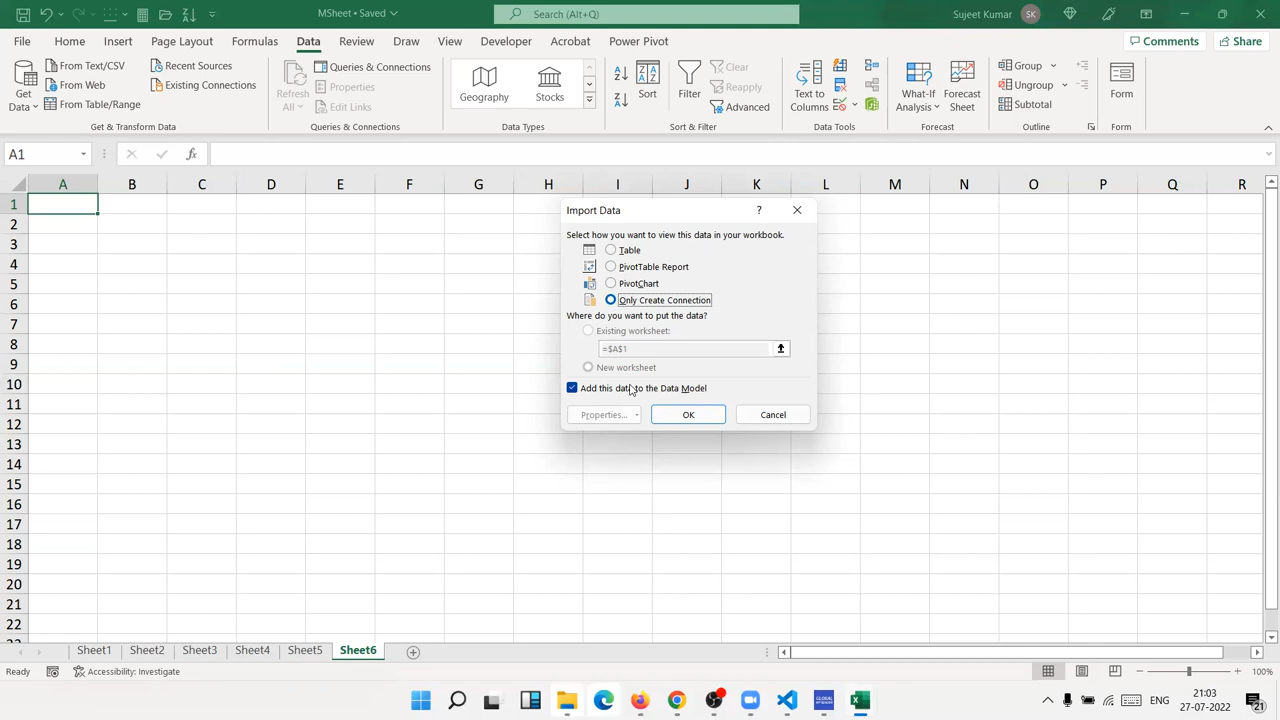 MSheet • Saved
Search (Alt+Q)
Sujeet Kumar SK
File Home Insert Page Layout Formulas Data Review Draw View Developer Acrobat Power Pivot Comments Share
Get Data
From Text/CSV
From Web
From Table/Range
Recent Sources
Existing Connections
Get & Transform Data
Refresh All
Queries & Connections
Properties
Edit Links
Queries & Connections
Geography
Stocks
Data Types
Sort
Filter
Clear
Reapply
Advanced
Sort & Filter
Text to Columns
Data Tools
What-If Analysis
Forecast Sheet
Forecast
Group
Ungroup
Subtotal
Outline
Form
Form
A1
fx
A B C D E F G H I J K L M N O P Q R
1
2
3
4
5
6
7
8
9
10
11
12
13
14
15
16
17
18
19
20
21
22
Import Data
?
Select how you want to view this data in your workbook.
Table
PivotTable Report
PivotChart
Only Create Connection
Where do you want to put the data?
Existing worksheet:
=$A$1
New worksheet
Add this data to the Data Model
Properties...
OK
Cancel
Sheet1 Sheet2 Sheet3 Sheet4 Sheet5 Sheet6
Ready
Accessibility: Investigate
100%
GLOBAL
ENG
21:03
27-07-2022
21